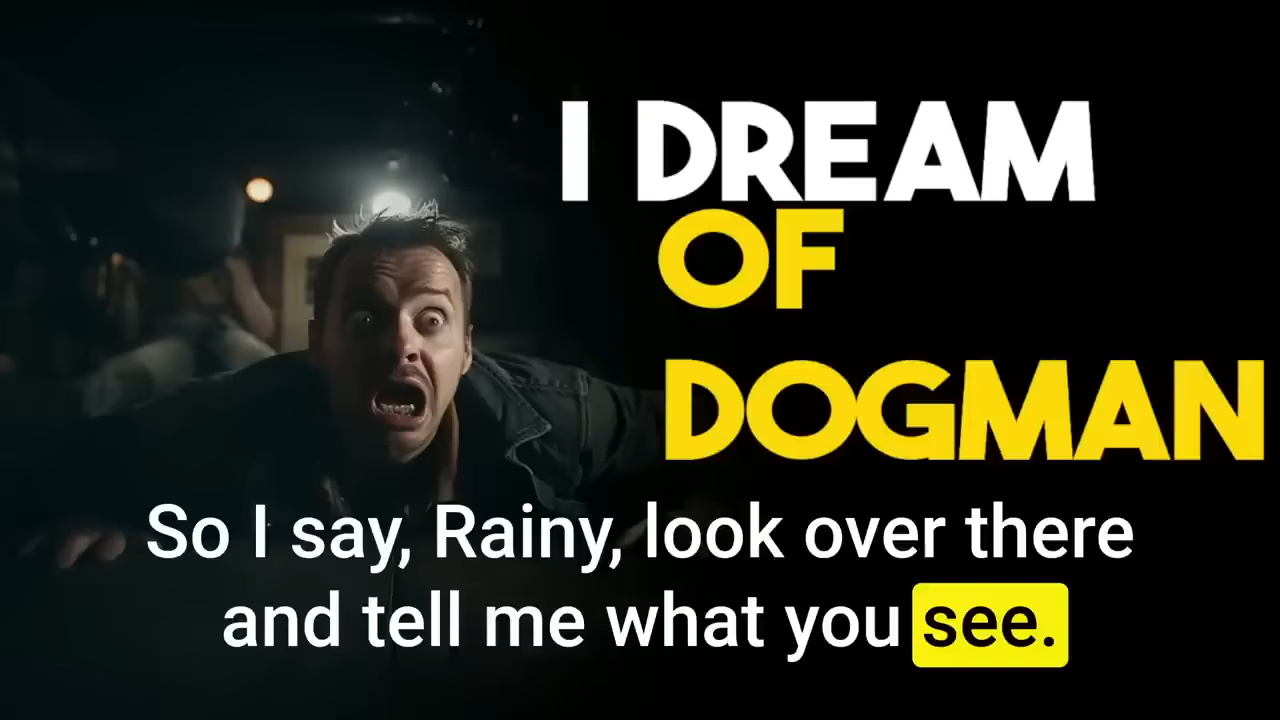 I DREAM
OF
DOGMAN
So I say, Rainy, look over there
and tell me what you see.